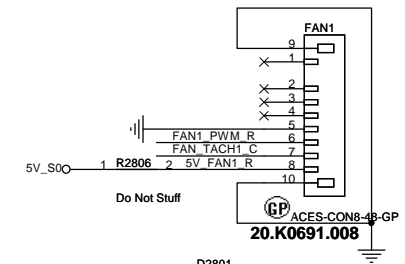 FAN1
9
1
2
3
4
5
FAN1_PWM_R 6
FAN_TACH1_C 7
5V_S0 1 R2806 2 5V_FAN1_R 8
10
Do Not Stuff
GP ACES-CON8-48-GP
20.K0691.008
D2801